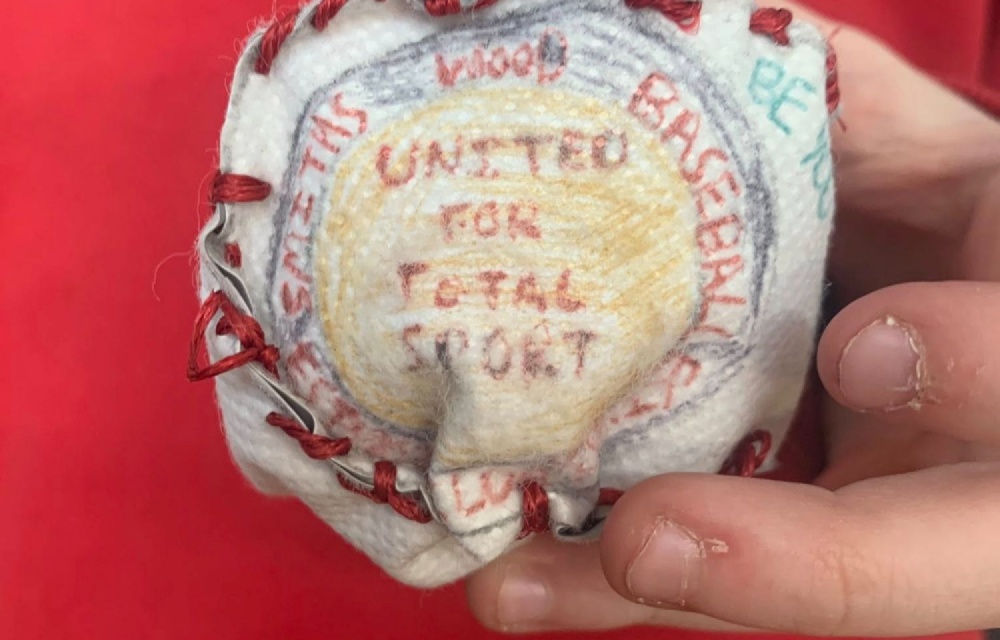 SMITHS
WOOD
BASEBALL
UNITED
FOR
TOTAL
SPORT
BE